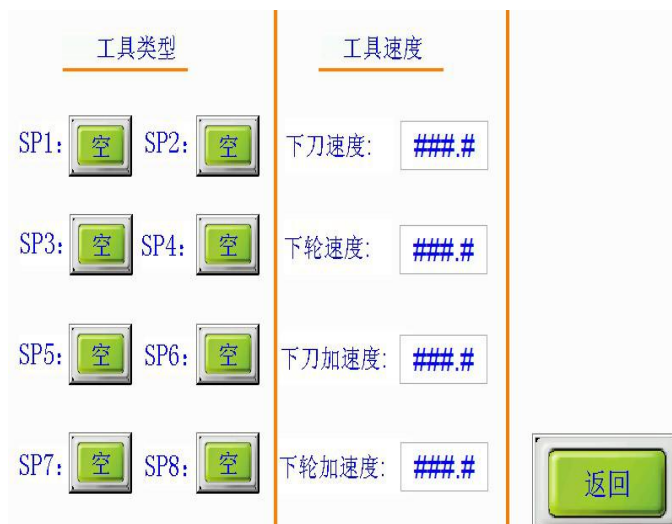 工具类型 工具速度
SP1: 空 SP2: 空 下刀速度: ###.#
SP3: 空 SP4: 空 下轮速度: ###.#
SP5: 空 SP6: 空 下刀加速度: ###.#
SP7: 空 SP8: 空 下轮加速度: ###.#
返回